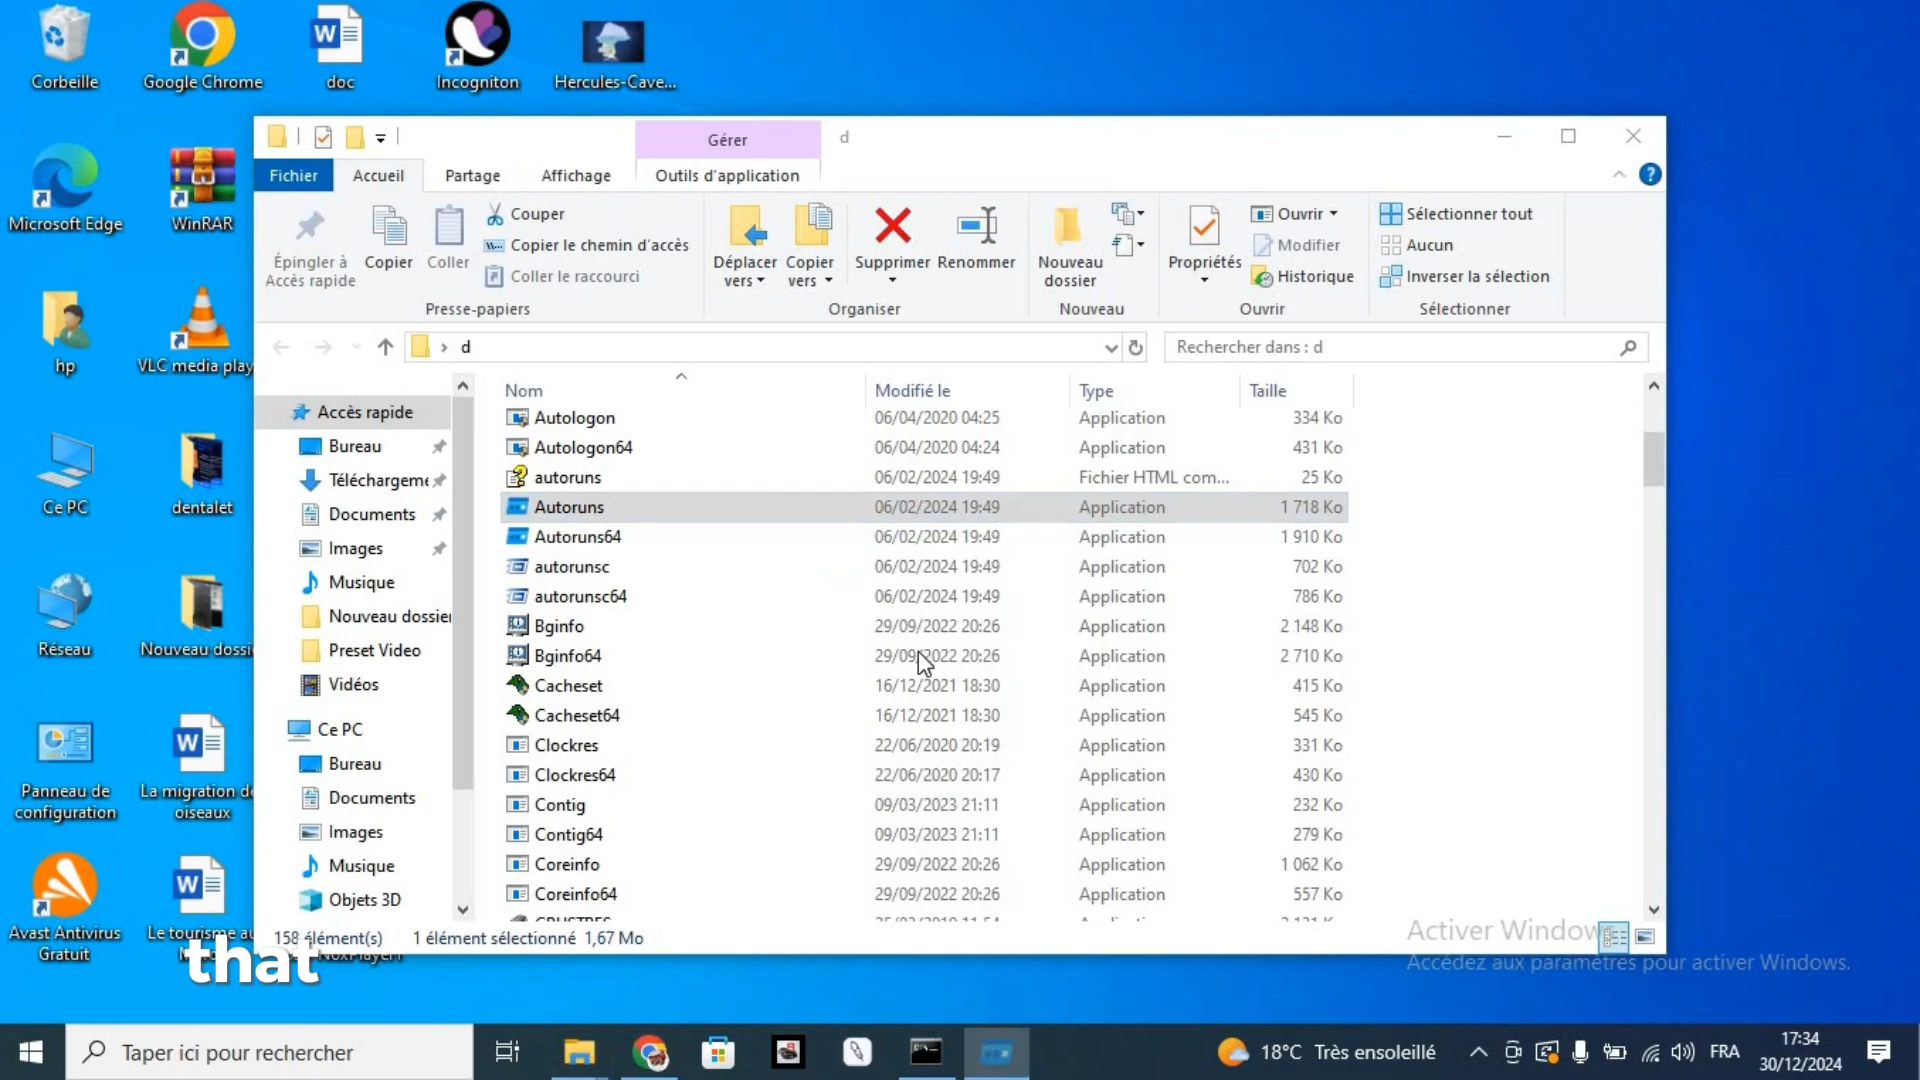 Corbeille
Google Chrome
doc
Incogniton
Hercules-Cave...
Microsoft Edge
WinRAR
hp
VLC media play
Ce PC
dentalet
Réseau
Nouveau dossi
Panneau de configuration
La migration de oiseaux
Avast Antivirus Gratuit
Le tourisme au
NoxPlayer1
Gérer
d
Fichier
Accueil
Partage
Affichage
Outils d'application
Épingler à Accès rapide
Copier
Coller
Couper
Copier le chemin d'accès
Coller le raccourci
Presse-papiers
Déplacer vers
Copier vers
Supprimer
Renommer
Organiser
Nouveau dossier
Nouveau
Propriétés
Ouvrir
Modifier
Historique
Ouvrir
Sélectionner tout
Aucun
Inverser la sélection
Sélectionner
d
Rechercher dans : d
Accès rapide
Bureau
Téléchargeme
Documents
Images
Musique
Nouveau dossier
Preset Video
Vidéos
Ce PC
Bureau
Documents
Images
Musique
Objets 3D
Nom Modifié le Type Taille
Autologon 06/04/2020 04:25 Application 334 Ko
Autologon64 06/04/2020 04:24 Application 431 Ko
autoruns 06/02/2024 19:49 Fichier HTML com... 25 Ko
Autoruns 06/02/2024 19:49 Application 1 718 Ko
Autoruns64 06/02/2024 19:49 Application 1 910 Ko
autorunsc 06/02/2024 19:49 Application 702 Ko
autorunsc64 06/02/2024 19:49 Application 786 Ko
Bginfo 29/09/2022 20:26 Application 2 148 Ko
Bginfo64 29/09/2022 20:26 Application 2 710 Ko
Cacheset 16/12/2021 18:30 Application 415 Ko
Cacheset64 16/12/2021 18:30 Application 545 Ko
Clockres 22/06/2020 20:19 Application 331 Ko
Clockres64 22/06/2020 20:17 Application 430 Ko
Contig 09/03/2023 21:11 Application 232 Ko
Contig64 09/03/2023 21:11 Application 279 Ko
Coreinfo 29/09/2022 20:26 Application 1 062 Ko
Coreinfo64 29/09/2022 20:26 Application 557 Ko
158 élément(s) 1 élément sélectionné 1,67 Mo
that
Activer Windows
Accédez aux paramètres pour activer Windows.
Taper ici pour rechercher
18°C Très ensoleillé
FRA
17:34
30/12/2024